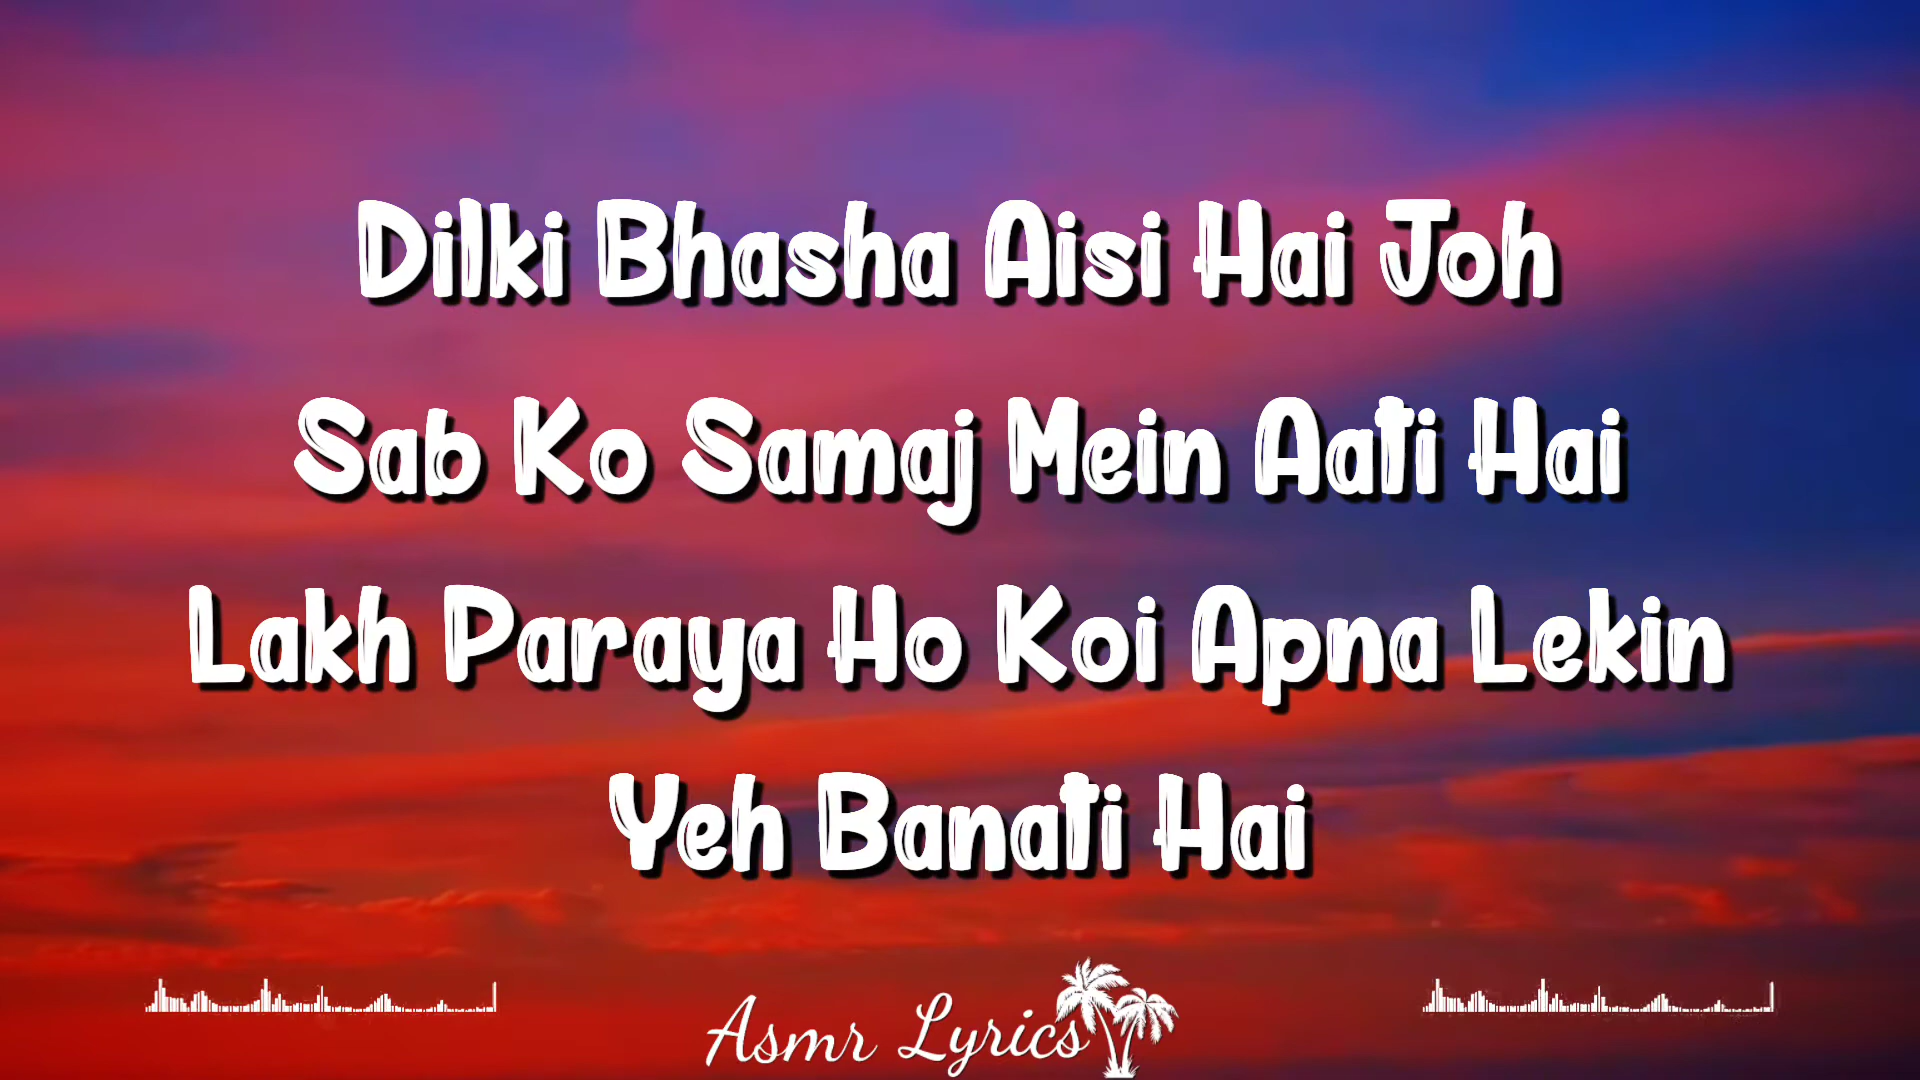 Dilki Bhasha Aisi Hai Joh
Sab Ko Samaj Mein Aati Hai
Lakh Paraya Ho Koi Apna Lekin
Yeh Banati Hai
Asmr Lyrics